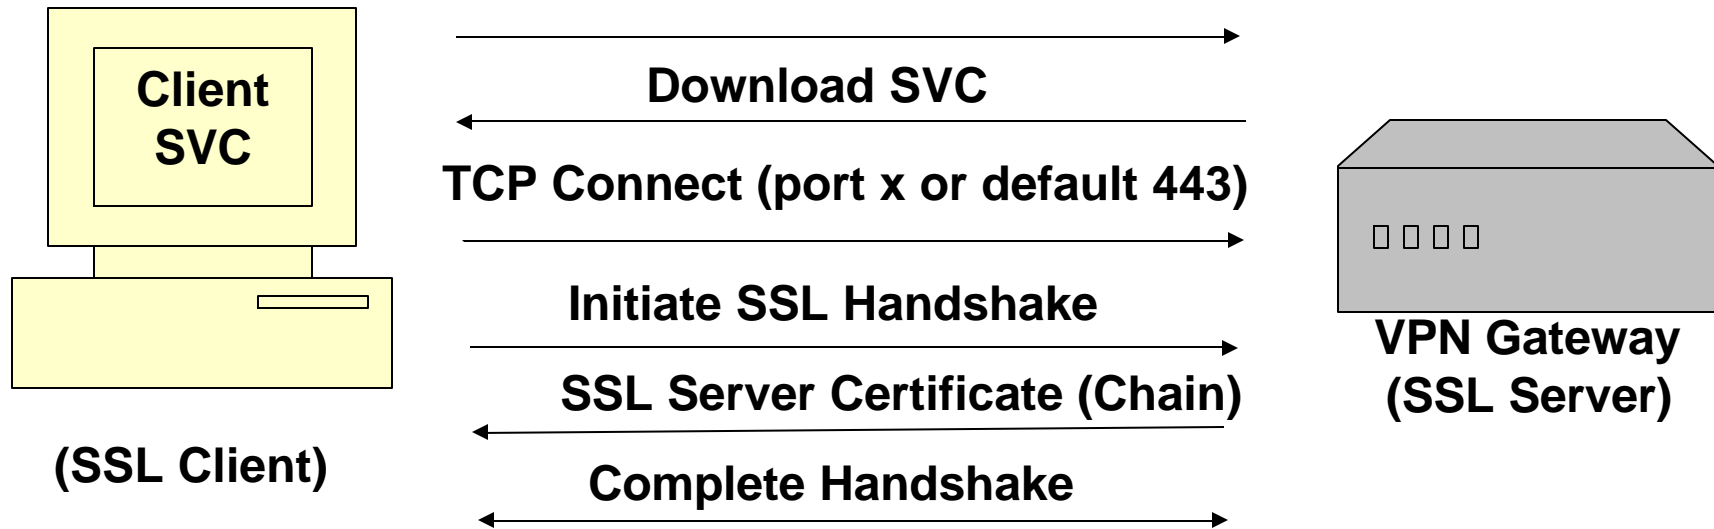 Client
SVC
Download SVC
TCP Connect (port x or default 443)
Initiate SSL Handshake
SSL Server Certificate (Chain)
Complete Handshake
(SSL Client)
VPN Gateway
(SSL Server)